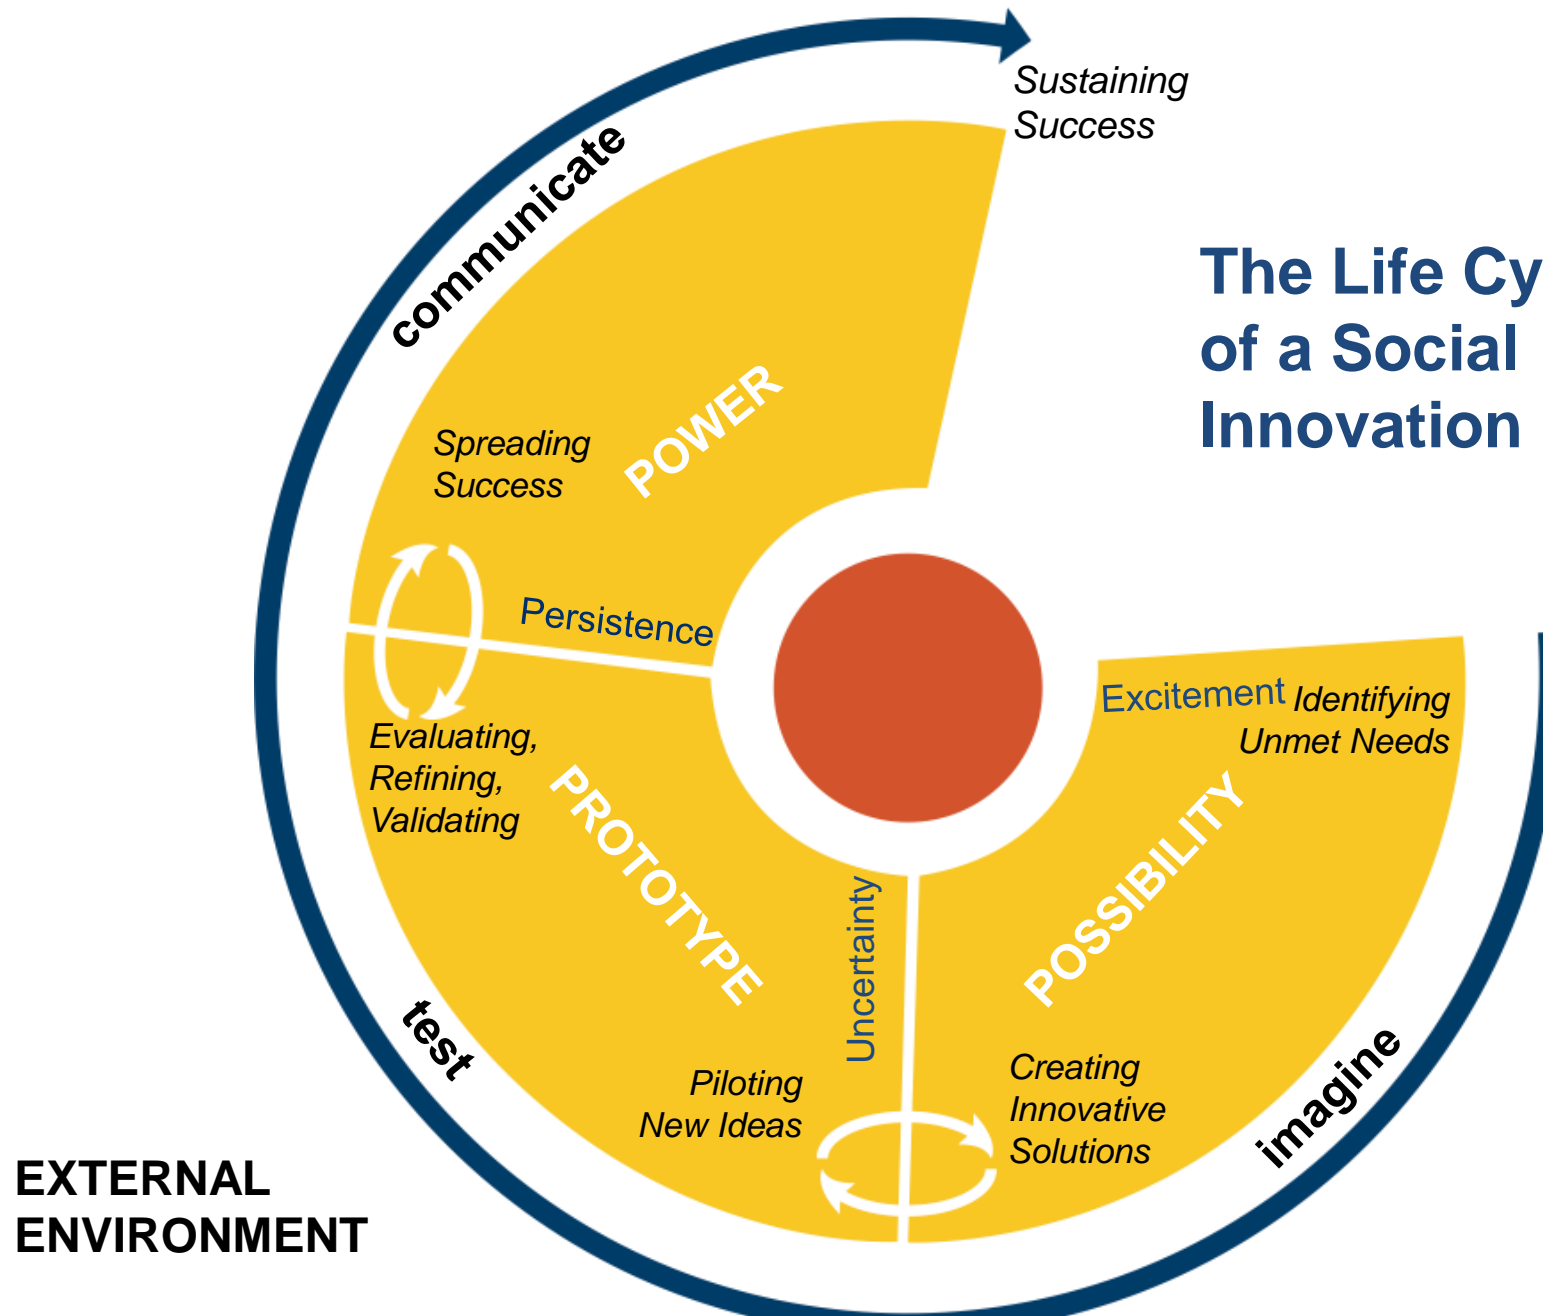 Sustaining
Success
communicate
The Life Cy
of a Social
Innovation
POWER
Spreading
Success
Persistence
Excitement
Identifying
Unmet Needs
Evaluating,
Refining,
Validating
PROTOTYPE
POSSIBILITY
Uncertainty
test
Piloting
New Ideas
Creating
Innovative
Solutions
imagine
EXTERNAL
ENVIRONMENT